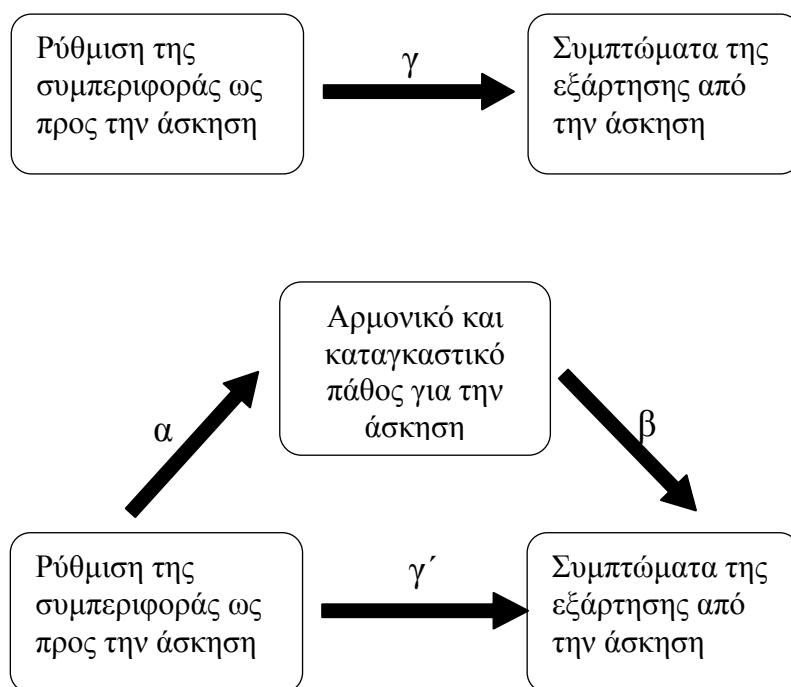 Ρύθμιση της
συμπεριφοράς ως
προς την άσκηση
γ
Συμπτώματα της
εξάρτησης από
την άσκηση
Αρμονικό και
καταγκαστικό
πάθος για την
άσκηση
α
β
Ρύθμιση της
συμπεριφοράς ως
προς την άσκηση
γ΄
Συμπτώματα της
εξάρτησης από
την άσκηση